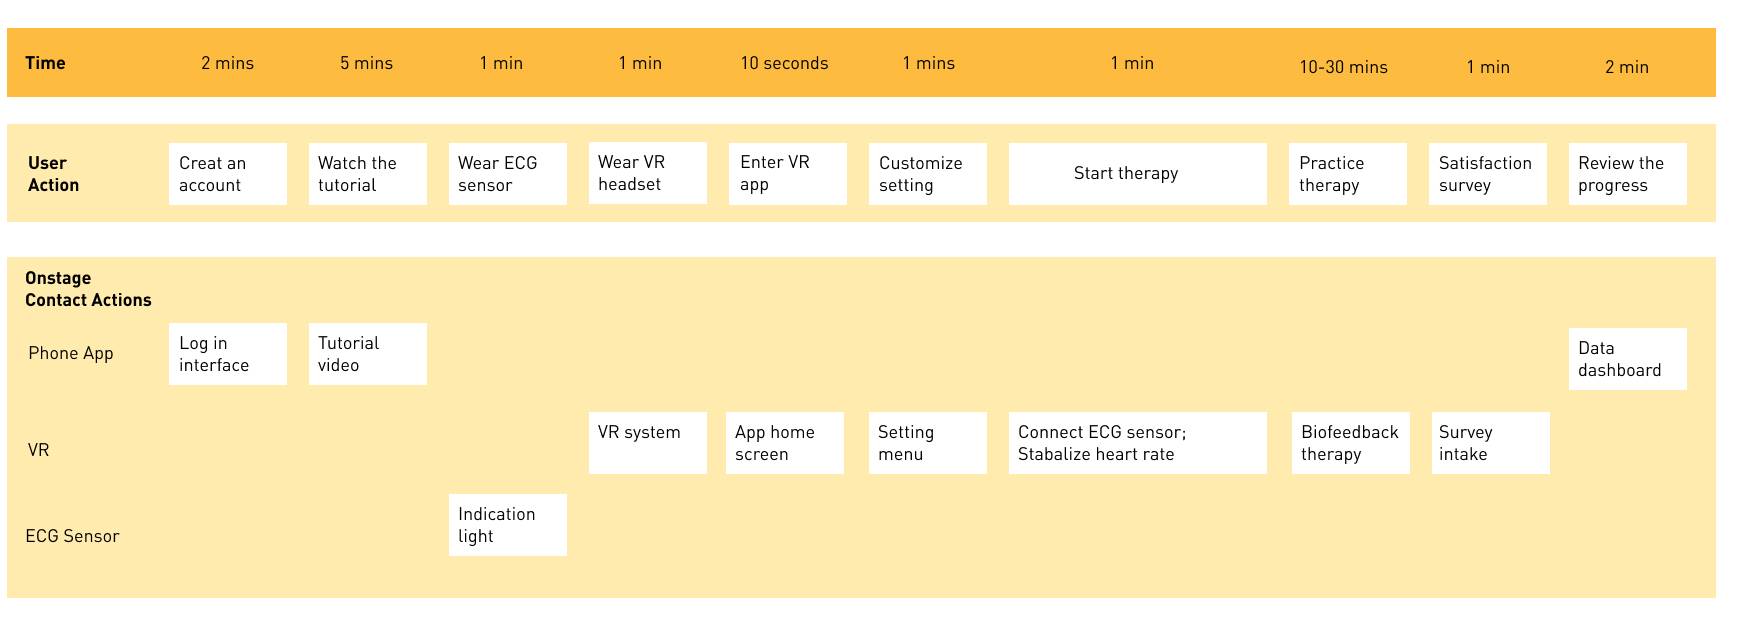 Time 2 mins 5 mins 1 min 1 min 10 seconds 1 mins 1 min 10-30 mins 1 min 2 min
User
Action
Creat an
account
Watch the
tutorial
Wear ECG
sensor
Wear VR
headset
Enter VR
app
Customize
setting
Start therapy
Practice
therapy
Satisfaction
survey
Review the
progress
Onstage
Contact Actions
Phone App
Log in
interface
Tutorial
video
Data
dashboard
VR
VR system
App home
screen
Setting
menu
Connect ECG sensor;
Stabalize heart rate
Biofeedback
therapy
Survey
intake
ECG Sensor
Indication
light